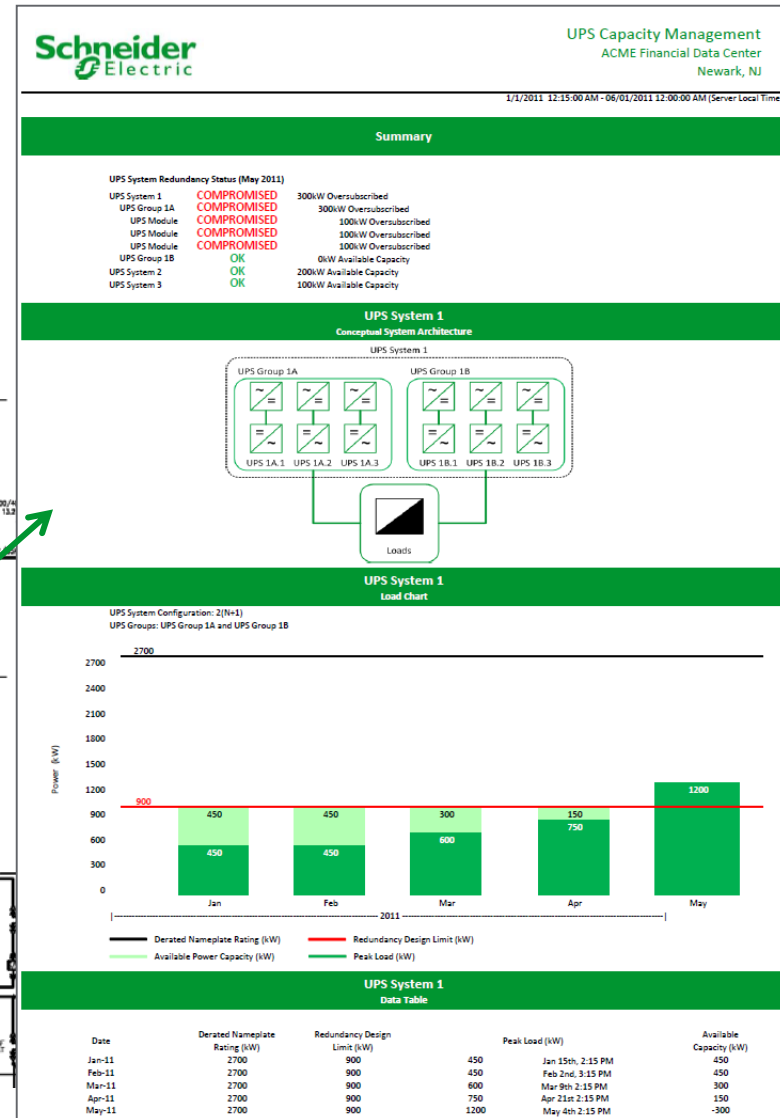 Schneider
Electric
UPS Capacity Management
ACME Financial Data Center
Newark, NJ
1/1/2011 12:15:00 AM - 06/01/2011 12:00:00 AM (Server Local Time
Summary
UPS System Redundancy Status (May 2011)
UPS System 1 COMPROMISED 300kW Oversubscribed
UPS Group 1A COMPROMISED 300kW Oversubscribed
UPS Module COMPROMISED 100kW Oversubscribed
UPS Module COMPROMISED 100kW Oversubscribed
UPS Module COMPROMISED 100kW Oversubscribed
UPS Group 1B OK 0kW Available Capacity
UPS System 2 OK 200kW Available Capacity
UPS System 3 OK 100kW Available Capacity
UPS System 1
Conceptual System Architecture
UPS System 1
UPS Group 1A UPS Group 1B
UPS 1A.1 UPS 1A.2 UPS 1A.3 UPS 1B.1 UPS 1B.2 UPS 1B.3
Loads
UPS System 1
Load Chart
UPS System Configuration: 2(N+1)
UPS Groups: UPS Group 1A and UPS Group 1B
2700
2700
2400
2100
1800
1500
1200
900
600
300
0
Power (kW)
900
450 450 300 150 1200
450 450 600 750
Jan Feb Mar Apr May
2011
Derated Nameplate Rating (kW) Redundancy Design Limit (kW)
Available Power Capacity (kW) Peak Load (kW)
UPS System 1
Data Table
Date Derated Nameplate Rating (kW) Redundancy Design Limit (kW) Peak Load (kW) Available Capacity (kW)
Jan-11 2700 900 450 Jan 15th, 2:15 PM 450
Feb-11 2700 900 450 Feb 2nd, 3:15 PM 450
Mar-11 2700 900 600 Mar 9th 2:15 PM 300
Apr-11 2700 900 750 Apr 21st 2:15 PM 150
May-11 2700 900 1200 May 4th 2:15 PM -300